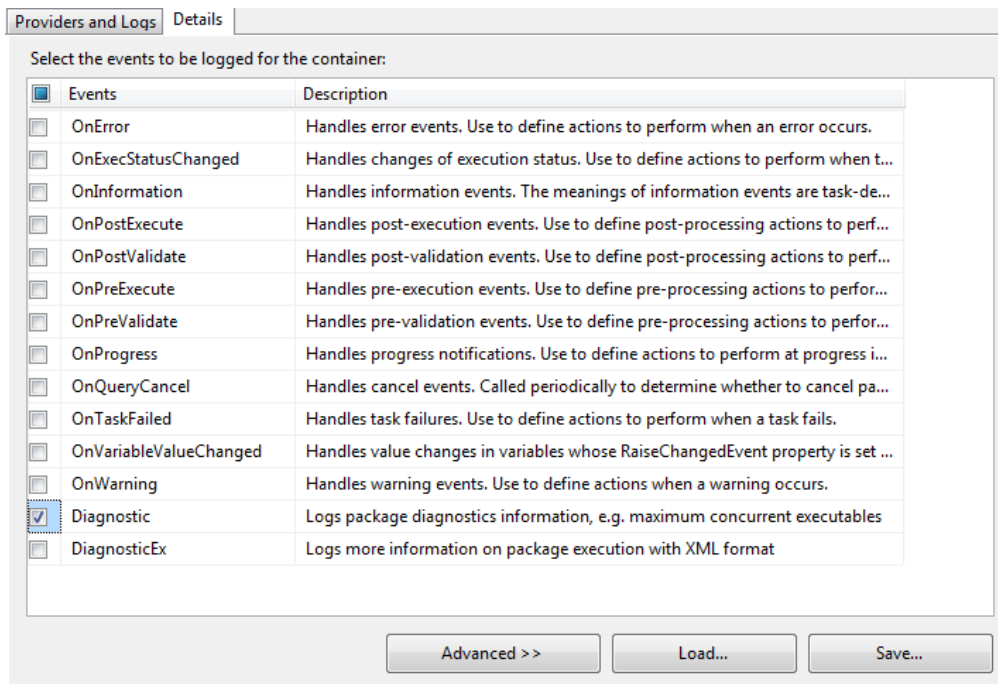 Providers and Logs Details
Select the events to be logged for the container:
Events Description
OnError Handles error events. Use to define actions to perform when an error occurs.
OnExecStatusChanged Handles changes of execution status. Use to define actions to perform when t...
OnInformation Handles information events. The meanings of information events are task-de...
OnPostExecute Handles post-execution events. Use to define post-processing actions to perf...
OnPostValidate Handles post-validation events. Use to define post-processing actions to perf...
OnPreExecute Handles pre-execution events. Use to define pre-processing actions to perfor...
OnPreValidate Handles pre-validation events. Use to define pre-processing actions to perfor...
OnProgress Handles progress notifications. Use to define actions to perform at progress i...
OnQueryCancel Handles cancel events. Called periodically to determine whether to cancel pa...
OnTaskFailed Handles task failures. Use to define actions to perform when a task fails.
OnVariableValueChanged Handles value changes in variables whose RaiseChangedEvent property is set ...
OnWarning Handles warning events. Use to define actions when a warning occurs.
Diagnostic Logs package diagnostics information, e.g. maximum concurrent executables
DiagnosticEx Logs more information on package execution with XML format
Advanced >> Load... Save...